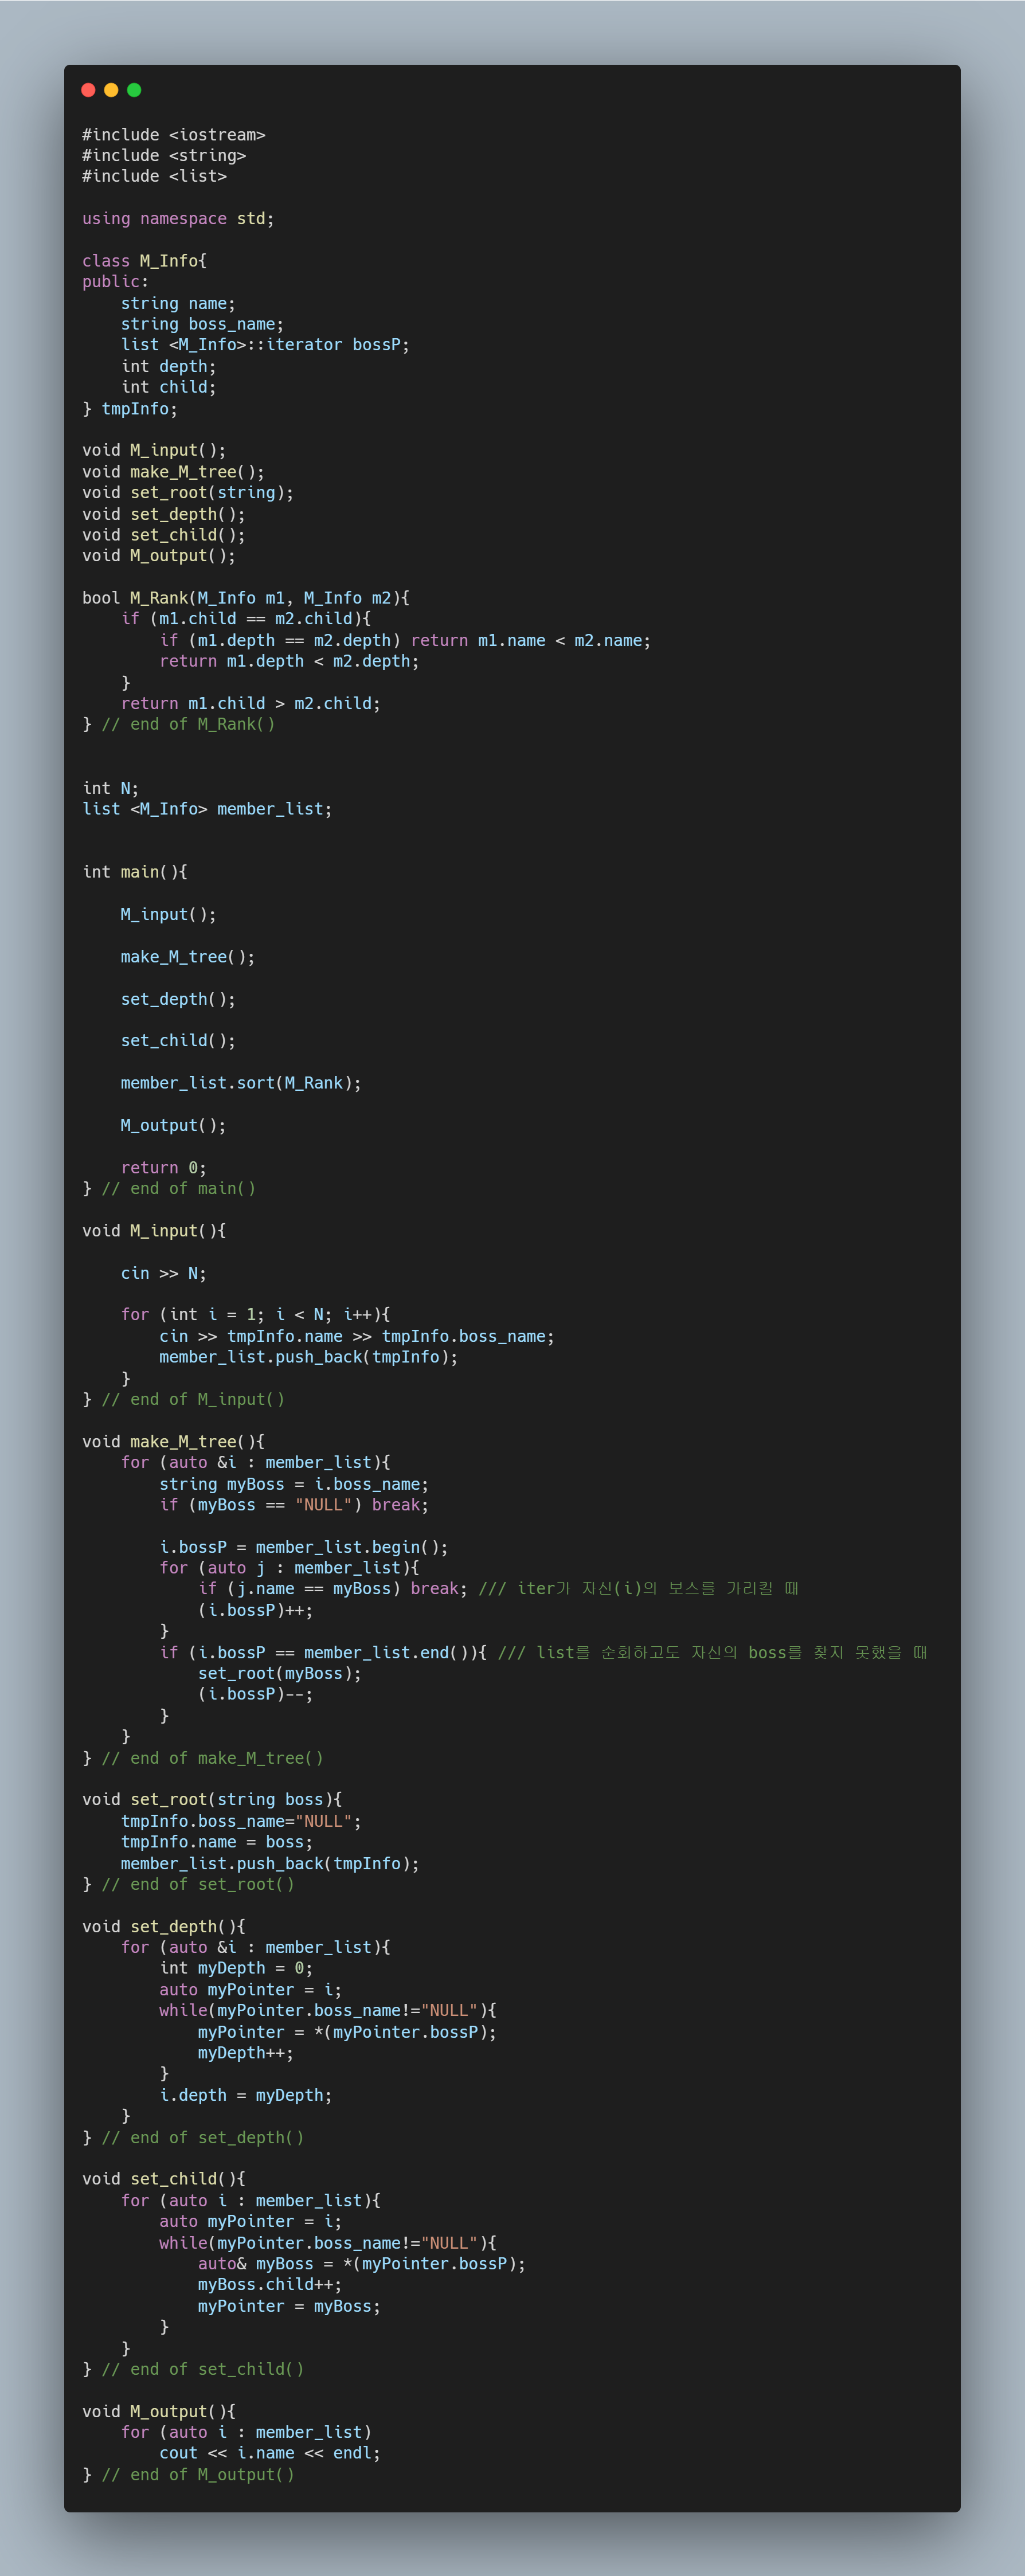 #include <iostream>
#include <string>
#include <list>

using namespace std;

class M_Info{
public:
    string name;
    string boss_name;
    list <M_Info>::iterator bossP;
    int depth;
    int child;
} tmpInfo;

void M_input();
void make_M_tree();
void set_root(string);
void set_depth();
void set_child();
void M_output();

bool M_Rank(M_Info m1, M_Info m2){
    if (m1.child == m2.child){
        if (m1.depth == m2.depth) return m1.name < m2.name;
        return m1.depth < m2.depth;
    }
    return m1.child > m2.child;
} // end of M_Rank()


int N;
list <M_Info> member_list;


int main(){

    M_input();

    make_M_tree();

    set_depth();

    set_child();

    member_list.sort(M_Rank);

    M_output();

    return 0;
} // end of main()

void M_input(){

    cin >> N;

    for (int i = 1; i < N; i++){
        cin >> tmpInfo.name >> tmpInfo.boss_name;
        member_list.push_back(tmpInfo);
    }
} // end of M_input()

void make_M_tree(){
    for (auto &i : member_list){
        string myBoss = i.boss_name;
        if (myBoss == "NULL") break;

        i.bossP = member_list.begin();
        for (auto j : member_list){
            if (j.name == myBoss) break; /// iter가 자신(i)의 보스를 가리킬 때
            (i.bossP)++;
        }
        if (i.bossP == member_list.end()){ /// list를 순회하고도 자신의 boss를 찾지 못했을 때
            set_root(myBoss);
            (i.bossP)--;
        }
    }
} // end of make_M_tree()

void set_root(string boss){
    tmpInfo.boss_name="NULL";
    tmpInfo.name = boss;
    member_list.push_back(tmpInfo);
} // end of set_root()

void set_depth(){
    for (auto &i : member_list){
        int myDepth = 0;
        auto myPointer = i;
        while(myPointer.boss_name!="NULL"){
            myPointer = *(myPointer.bossP);
            myDepth++;
        }
        i.depth = myDepth;
    }
} // end of set_depth()

void set_child(){
    for (auto i : member_list){
        auto myPointer = i;
        while(myPointer.boss_name!="NULL"){
            auto& myBoss = *(myPointer.bossP);
            myBoss.child++;
            myPointer = myBoss;
        }
    }
} // end of set_child()

void M_output(){
    for (auto i : member_list)
        cout << i.name << endl;
} // end of M_output()